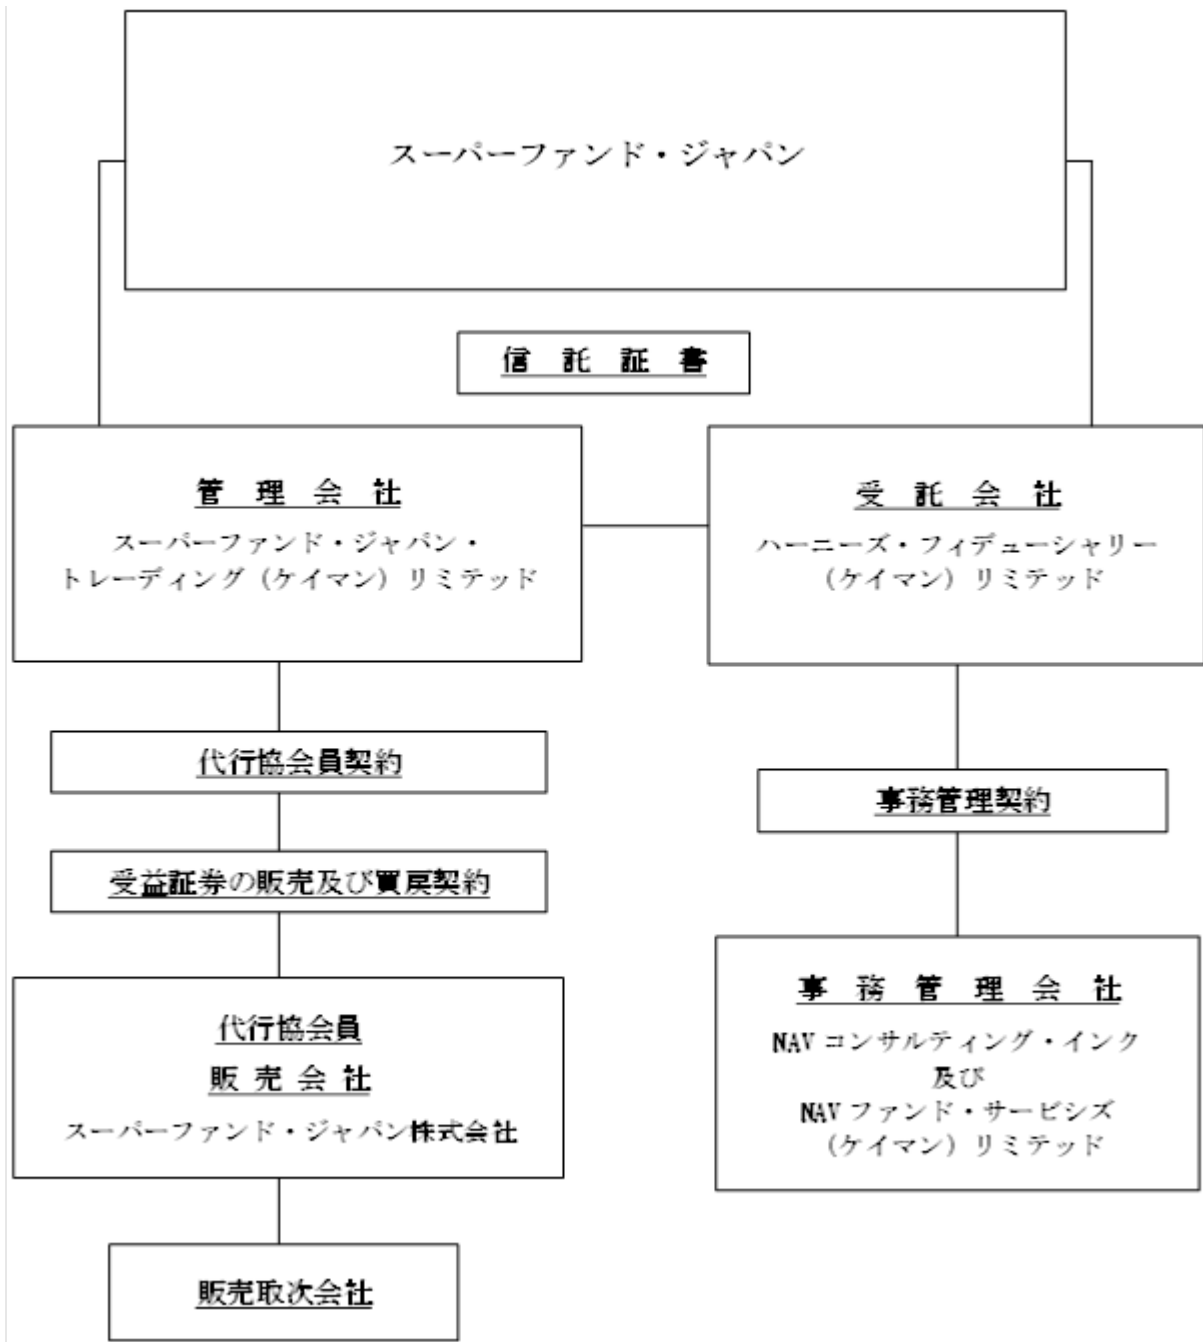 スーパーファンド・ジャパン
信 託 証 書
管 理 会 社
スーパーファンド・ジャパン・
トレーディング（ケイマン）リミテッド
受 託 会 社
ハーニーズ・フィデューシャリー
（ケイマン）リミテッド
代行協会員契約
受益証券の販売及び買戻契約
事務管理契約
代行協会員
販 売 会 社
スーパーファンド・ジャパン株式会社
事 務 管 理 会 社
NAV コンサルティング・インク
及び
NAV ファンド・サービシズ
（ケイマン）リミテッド
販売取次会社